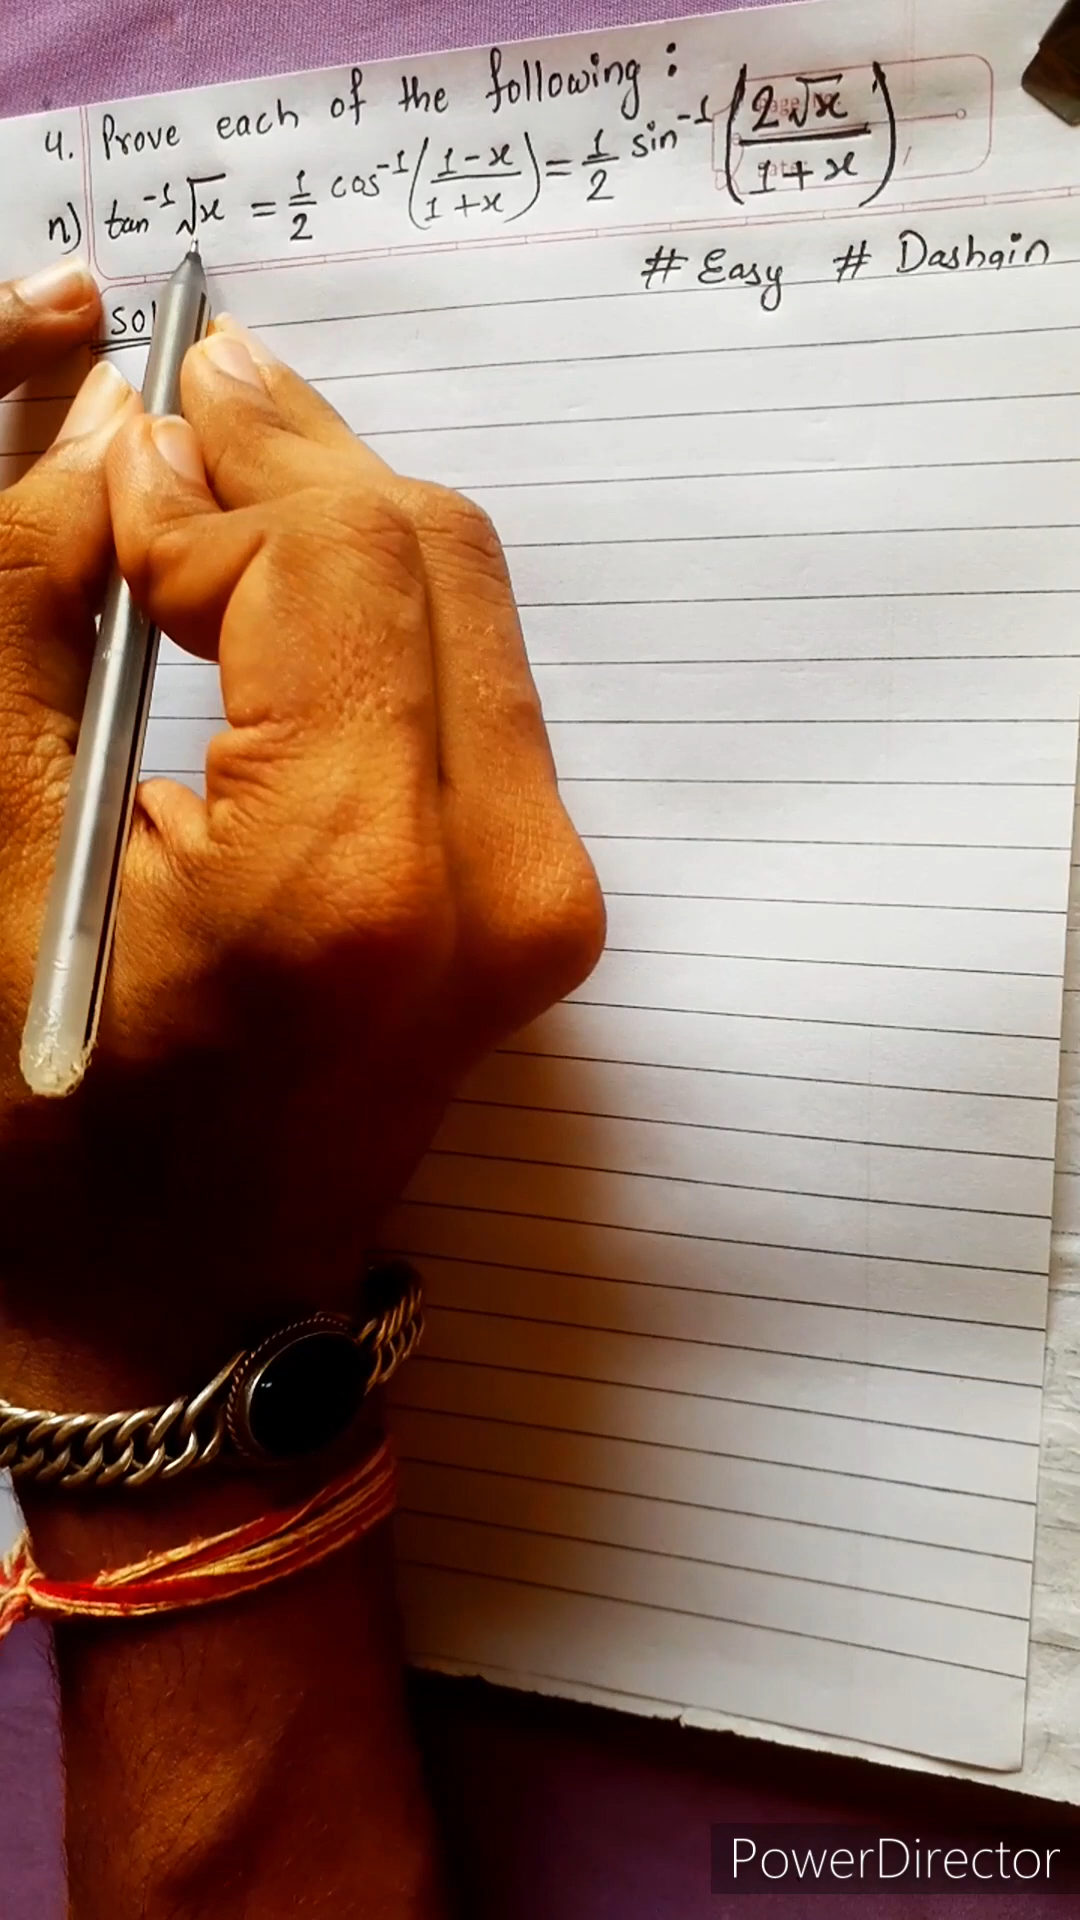 4. Prove each of the following :
n) tan⁻¹√x = 1/2 cos⁻¹((1-x)/(1+x)) = 1/2 sin⁻¹(2√x/(1+x))
# Easy # Dashain
Sol
PowerDirector